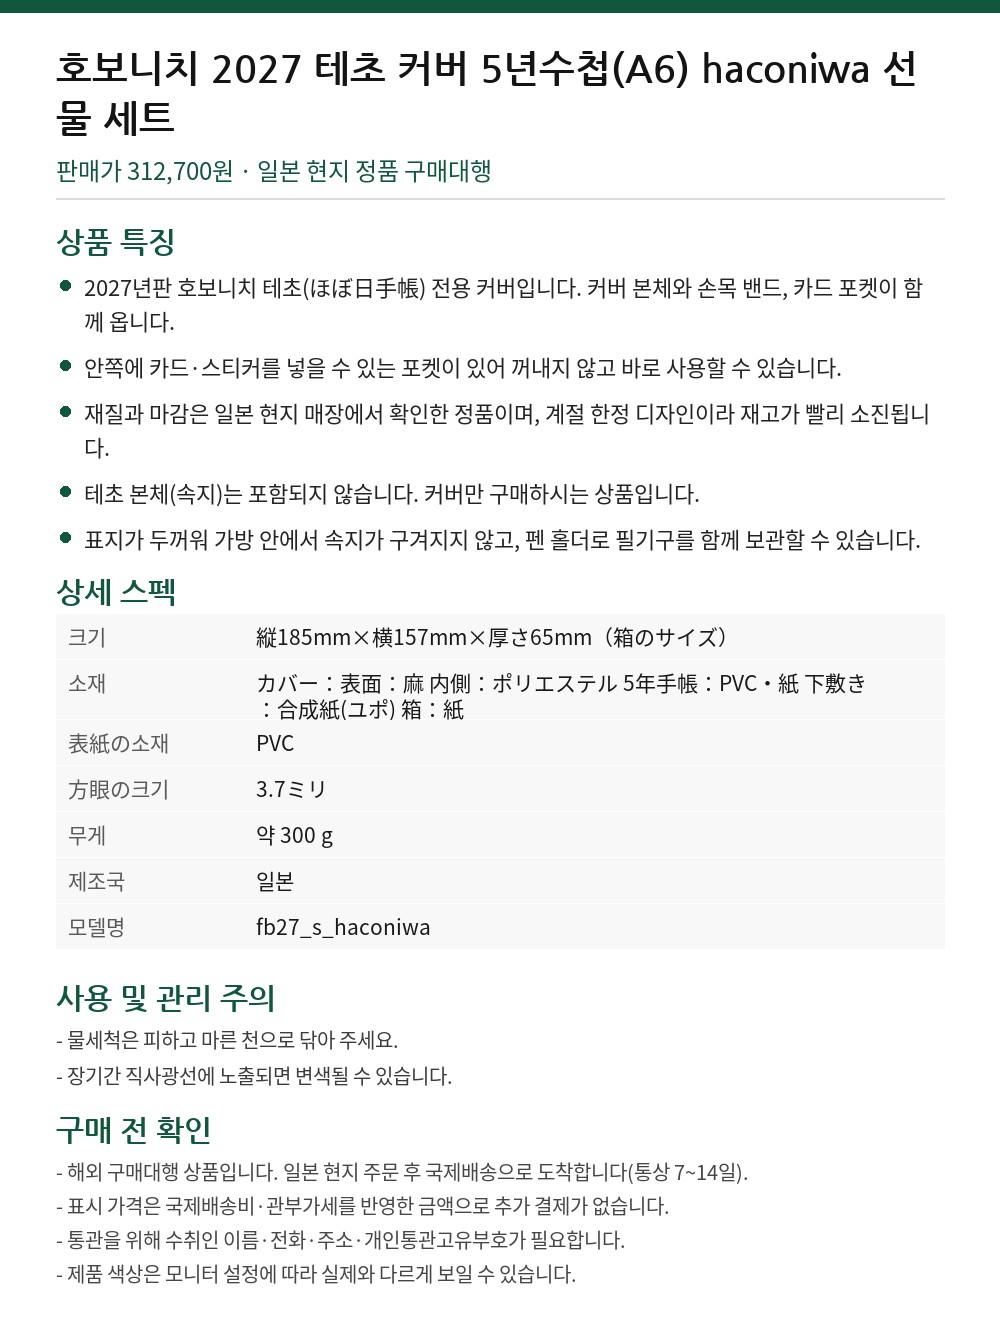 호보니치 2027 테초 커버 5년수첩(A6) haconiwa 선
물 세트
판매가 312,700원 · 일본 현지 정품 구매대행
상품 특징
● 2027년판 호보니치 테초(ほぼ日手帳) 전용 커버입니다. 커버 본체와 손목 밴드, 카드 포켓이 함
께 옵니다.
● 안쪽에 카드·스티커를 넣을 수 있는 포켓이 있어 꺼내지 않고 바로 사용할 수 있습니다.
● 재질과 마감은 일본 현지 매장에서 확인한 정품이며, 계절 한정 디자인이라 재고가 빨리 소진됩니
다.
● 테초 본체(속지)는 포함되지 않습니다. 커버만 구매하시는 상품입니다.
● 표지가 두꺼워 가방 안에서 속지가 구겨지지 않고, 펜 홀더로 필기구를 함께 보관할 수 있습니다.
상세 스펙
크기 縦185mm×横157mm×厚さ65mm（箱のサイズ）
소재 カバー：表面：麻 内側：ポリエステル 5年手帳：PVC・紙 下敷き
：合成紙(ユポ) 箱：紙
表紙の소재 PVC
方眼の크기 3.7ミリ
무게 약 300 g
제조국 일본
모델명 fb27_s_haconiwa
사용 및 관리 주의
- 물세척은 피하고 마른 천으로 닦아 주세요.
- 장기간 직사광선에 노출되면 변색될 수 있습니다.
구매 전 확인
- 해외 구매대행 상품입니다. 일본 현지 주문 후 국제배송으로 도착합니다(통상 7~14일).
- 표시 가격은 국제배송비·관부가세를 반영한 금액으로 추가 결제가 없습니다.
- 통관을 위해 수취인 이름·전화·주소·개인통관고유부호가 필요합니다.
- 제품 색상은 모니터 설정에 따라 실제와 다르게 보일 수 있습니다.